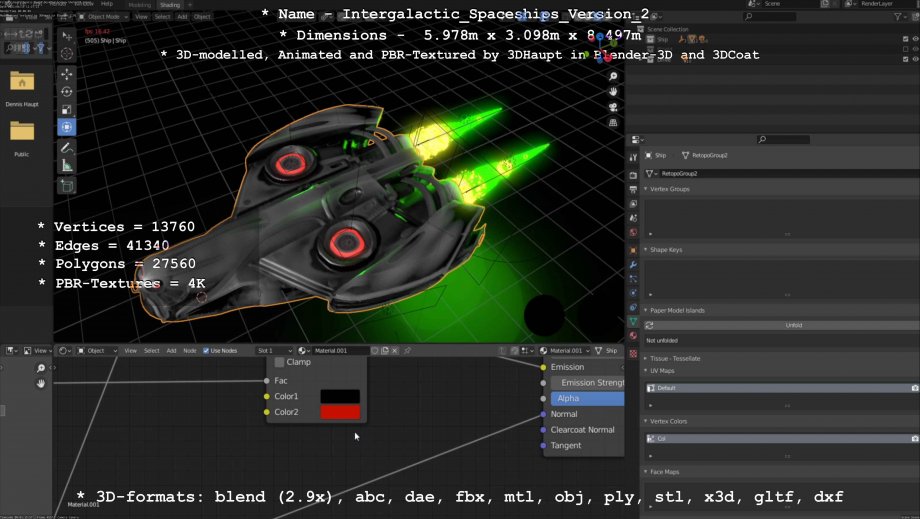 Object Mode View Select Add Object
Modeling Shading
Scene
RenderLayer
* Name - Intergalactic_Spaceships_Version_2
fps: 16.42
(505) Ship | Ship
* Dimensions - 5.978m x 3.098m x 8.497m
* 3D-modelled, Animated and PBR-Textured by 3DHaupt in Blender-3D and 3DCoat
Scene Collection
Ship
Dennis Haupt
Public
Ship RetopoGroup2
RetopoGroup2
Vertex Groups
* Vertices = 13760
* Edges = 41340
* Polygons = 27560
* PBR-Textures = 4K
Shape Keys
Paper Model Islands
Unfold
Not unfolded
Tissue - Tessellate
UV Maps
Default
Vertex Colors
Col
Face Maps
View Object View Select Add Node Use Nodes Slot 1 Material.001 Material.001 Ship
Clamp
Fac
Color1
Color2
Emission
Emission Strengt
Alpha
Normal
Clearcoat Normal
Tangent
* 3D-formats: blend (2.9x), abc, dae, fbx, mtl, obj, ply, stl, x3d, gltf, dxf
Material.001